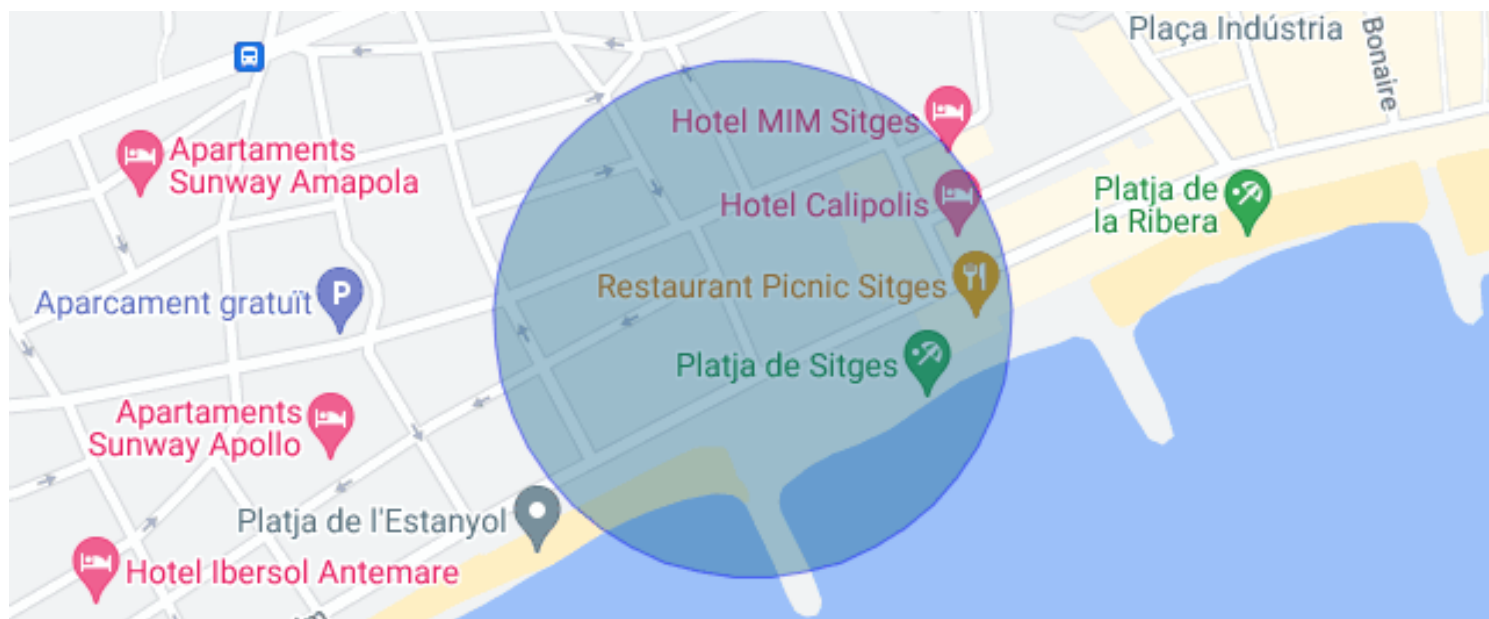 Plaça Indústria
Bonaire
Hotel MIM Sitges
Apartaments
Sunway Amapola
Hotel Calipolis
Platja de
la Ribera
Restaurant Picnic Sitges
Aparcament gratuït
P
Platja de Sitges
Apartaments
Sunway Apollo
Platja de l'Estanyol
Hotel Ibersol Antemare